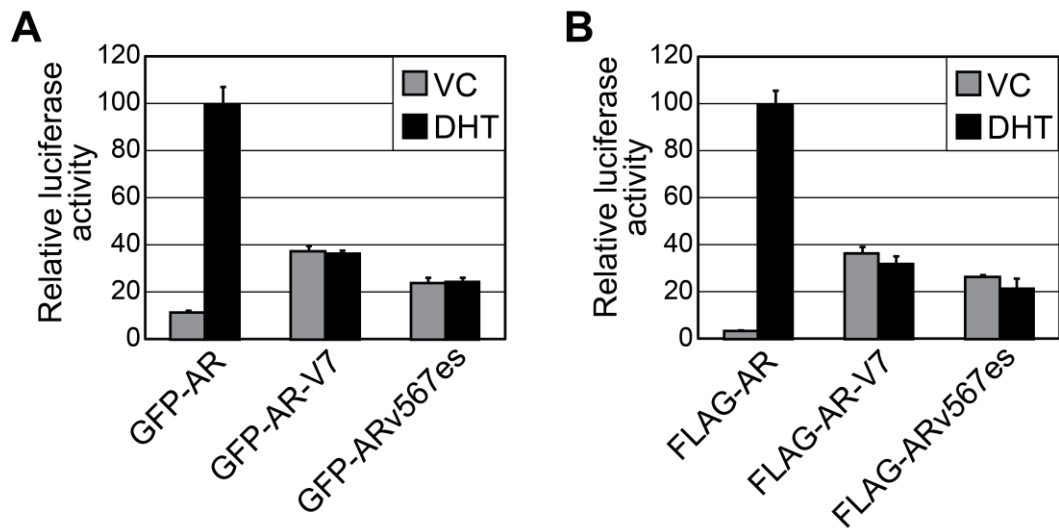 A
Relative luciferase
activity
120
100
80
60
40
20
0
VC
DHT
GFP-AR
GFP-AR-V7
GFP-ARv567es
B
Relative luciferase
activity
120
100
80
60
40
20
0
VC
DHT
FLAG-AR
FLAG-AR-V7
FLAG-ARv567es